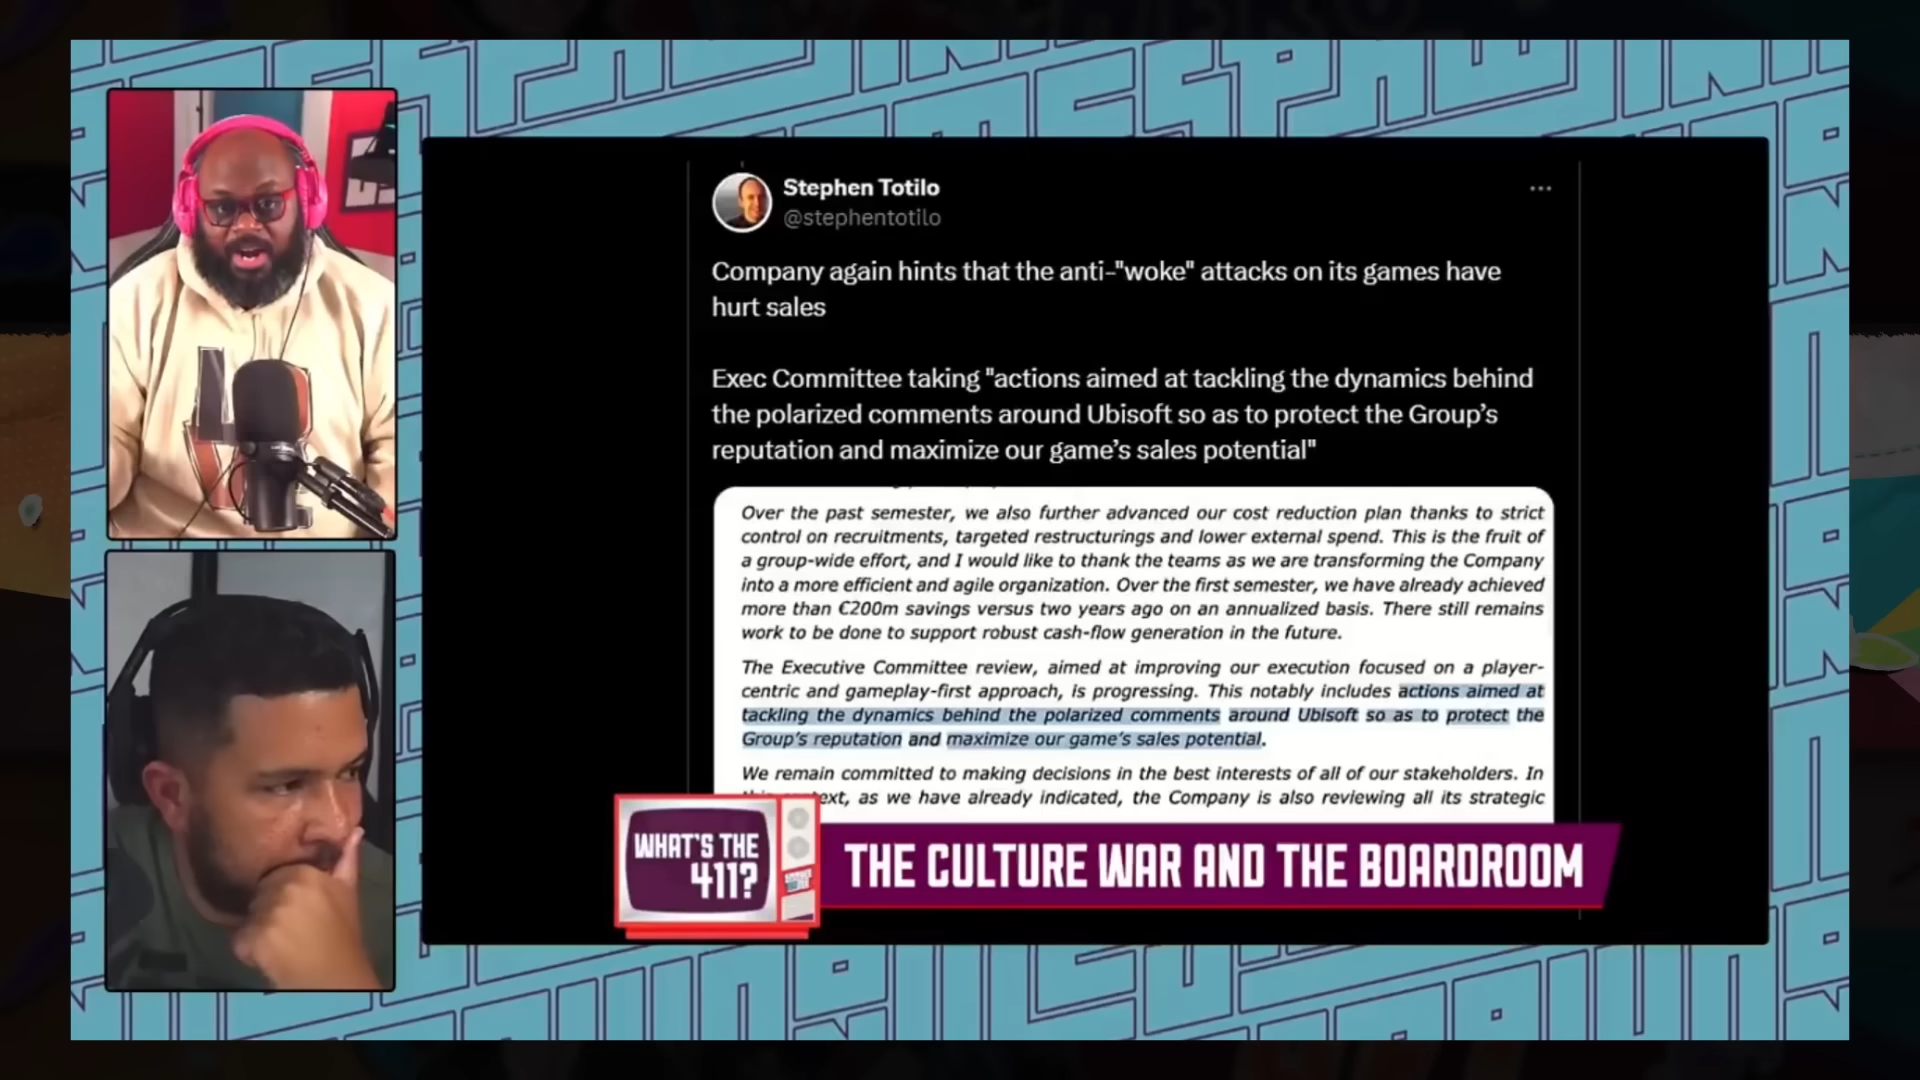 Stephen Totilo
@stephentotilo
Company again hints that the anti-"woke" attacks on its games have
hurt sales
Exec Committee taking "actions aimed at tackling the dynamics behind
the polarized comments around Ubisoft so as to protect the Group's
reputation and maximize our game's sales potential"
Over the past semester, we also further advanced our cost reduction plan thanks to strict
control on recruitments, targeted restructurings and lower external spend. This is the fruit of
a group-wide effort, and I would like to thank the teams as we are transforming the Company
into a more efficient and agile organization. Over the first semester, we have already achieved
more than €200m savings versus two years ago on an annualized basis. There still remains
work to be done to support robust cash-flow generation in the future.
The Executive Committee review, aimed at improving our execution focused on a player-
centric and gameplay-first approach, is progressing. This notably includes actions aimed at
tackling the dynamics behind the polarized comments around Ubisoft so as to protect the
Group's reputation and maximize our game's sales potential.
We remain committed to making decisions in the best interests of all of our stakeholders. In
as we have already indicated, the Company is also reviewing all its strategic
WHAT'S THE
411?
THE CULTURE WAR AND THE BOARDROOM